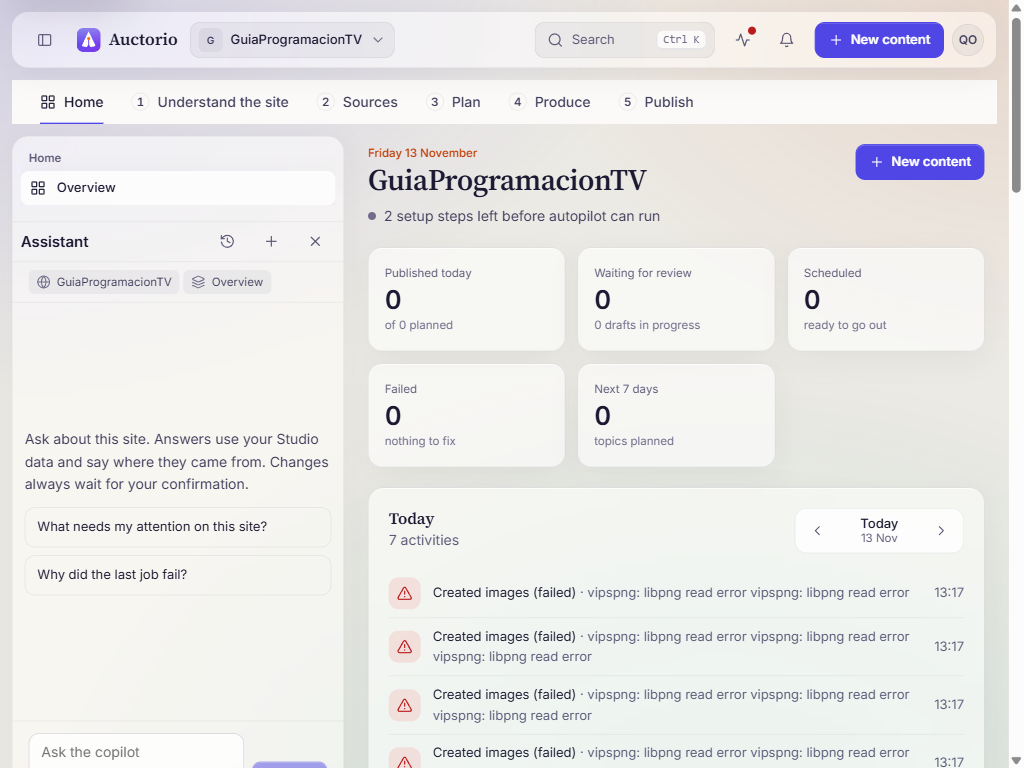 Auctorio
G GuiaProgramacionTV
Search Ctrl K
New content
QO
Home
1 Understand the site
2 Sources
3 Plan
4 Produce
5 Publish
Home
Overview
Assistant
GuiaProgramacionTV
Overview
Ask about this site. Answers use your Studio
data and say where they came from. Changes
always wait for your confirmation.
What needs my attention on this site?
Why did the last job fail?
Ask the copilot
Friday 13 November
GuiaProgramacionTV
2 setup steps left before autopilot can run
New content
Published today
0
of 0 planned
Waiting for review
0
0 drafts in progress
Scheduled
0
ready to go out
Failed
0
nothing to fix
Next 7 days
0
topics planned
Today
7 activities
Today
13 Nov
Created images (failed) · vipspng: libpng read error vipspng: libpng read error 13:17
Created images (failed) · vipspng: libpng read error vipspng: libpng read error
vipspng: libpng read error
13:17
Created images (failed) · vipspng: libpng read error vipspng: libpng read error
vipspng: libpng read error
13:17
Created images (failed) · vipspng: libpng read error vipspng: libpng read error
13:17